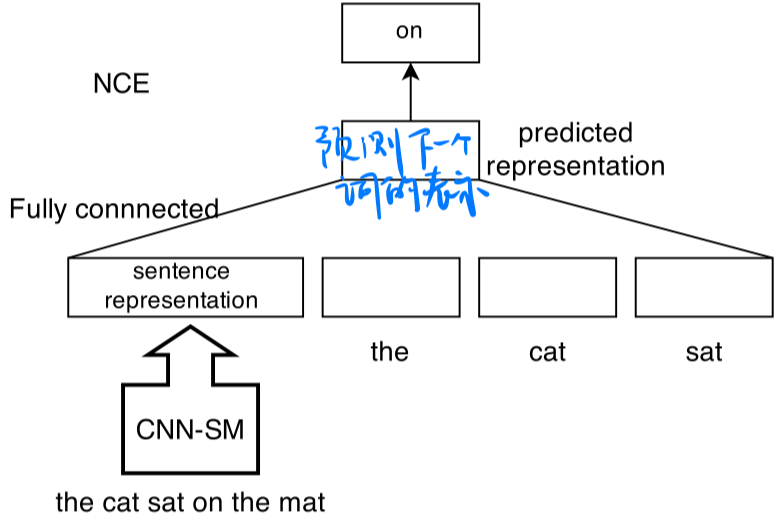 on
NCE
预测下一个
词的表示
predicted
representation
Fully connnected
sentence
representation
the
cat
sat
CNN-SM
the cat sat on the mat